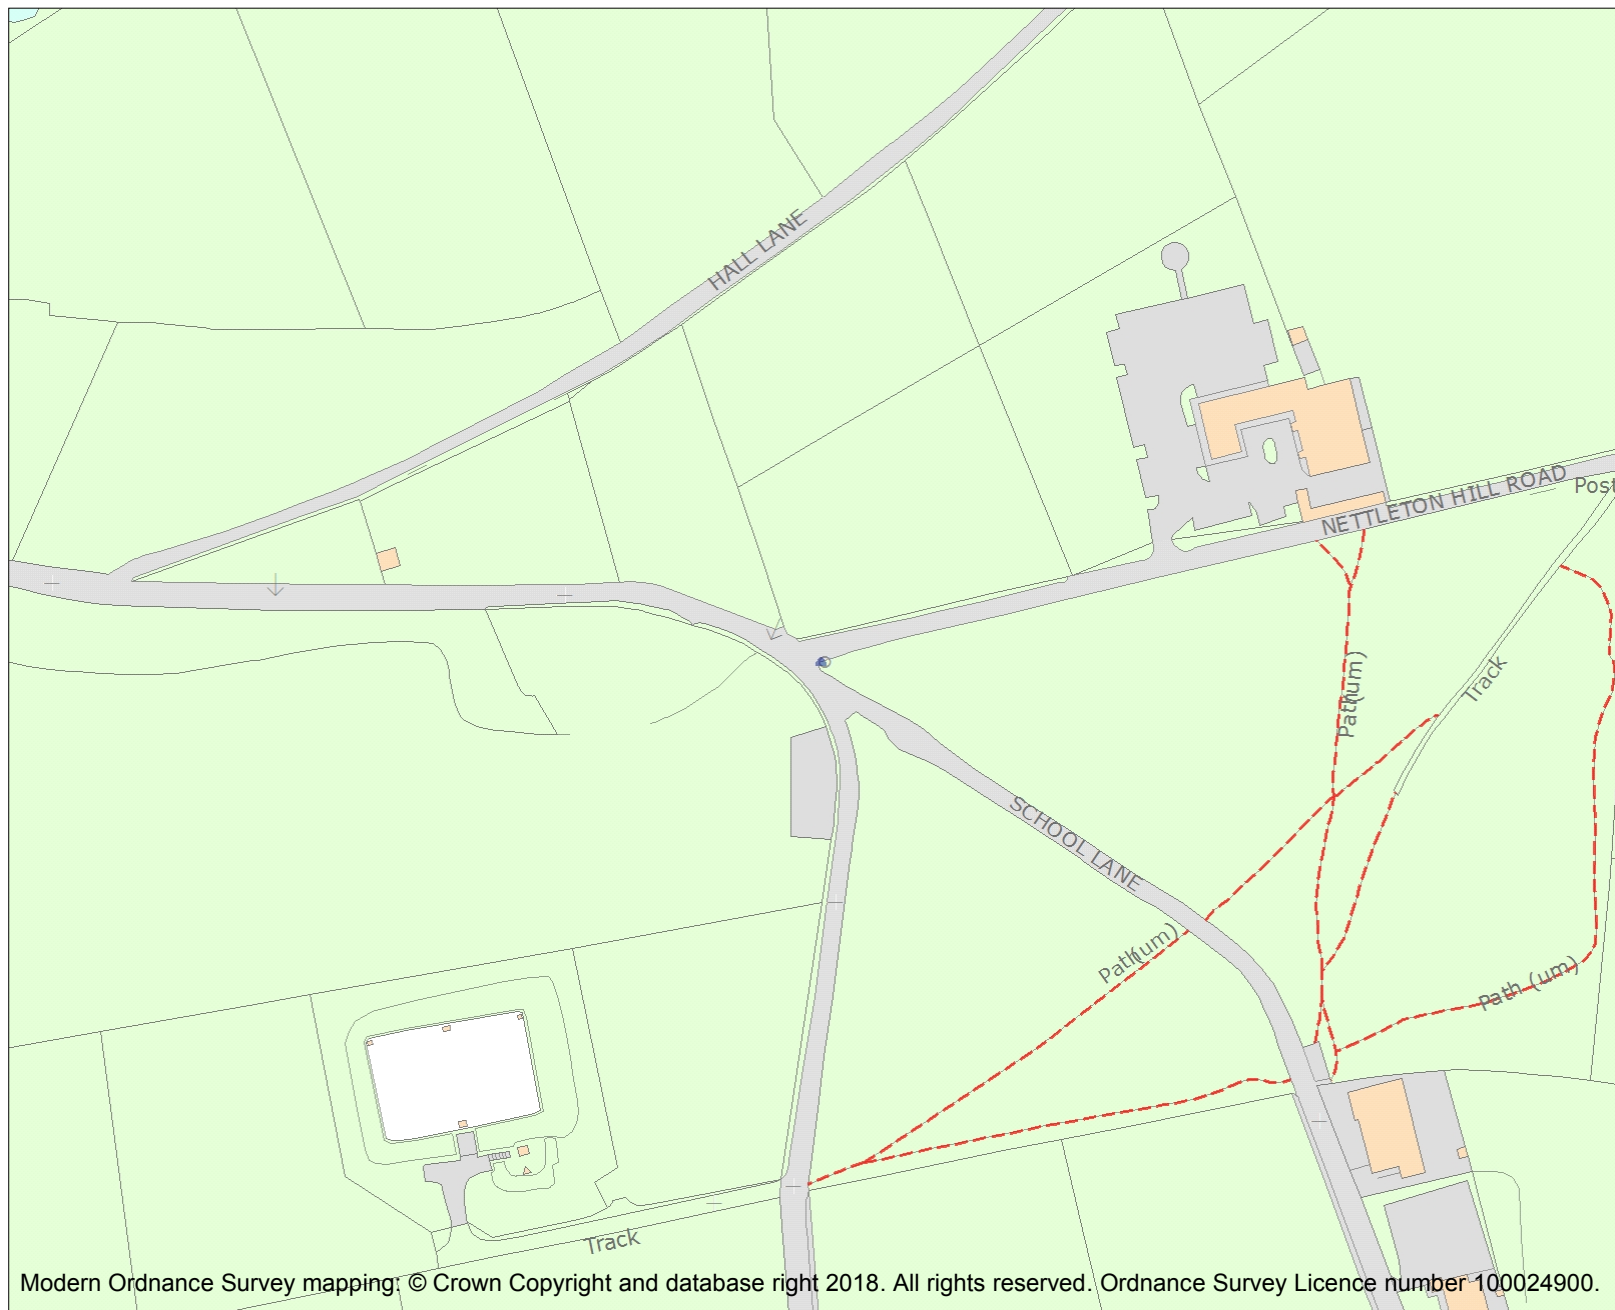 HALL LANE
NETTLETON HILL ROAD
Post
Path(um)
Track
SCHOOL LANE
Path(um)
Path (um)
Track
Modern Ordnance Survey mapping: © Crown Copyright and database right 2018. All rights reserved. Ordnance Survey Licence number 100024900.